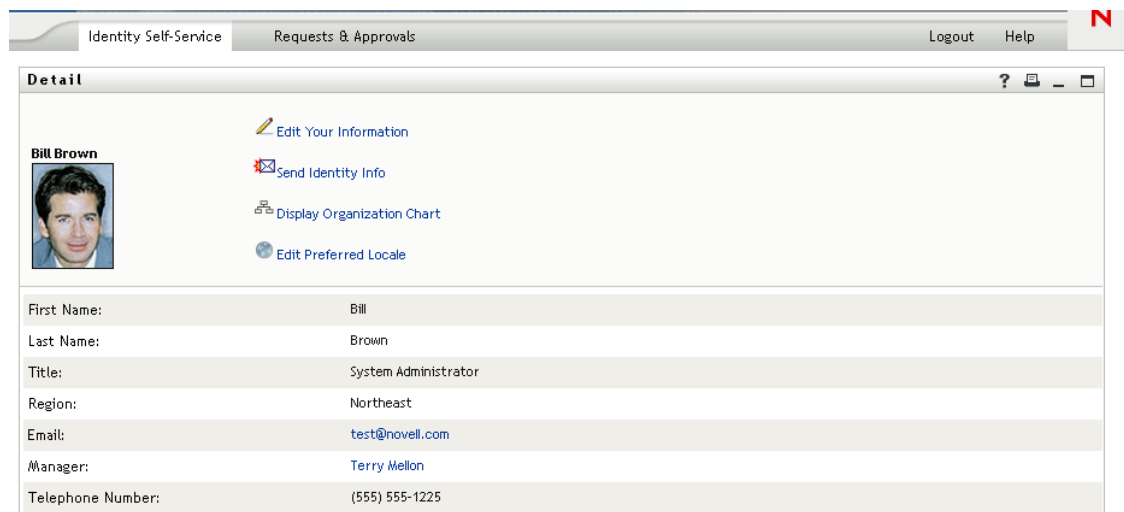 N
Identity Self-Service Requests & Approvals Logout Help
Detail ?
Edit Your Information
Bill Brown
Send Identity Info
Display Organization Chart
Edit Preferred Locale
First Name: Bill
Last Name: Brown
Title: System Administrator
Region: Northeast
Email: test@novell.com
Manager: Terry Mellon
Telephone Number: (555) 555-1225